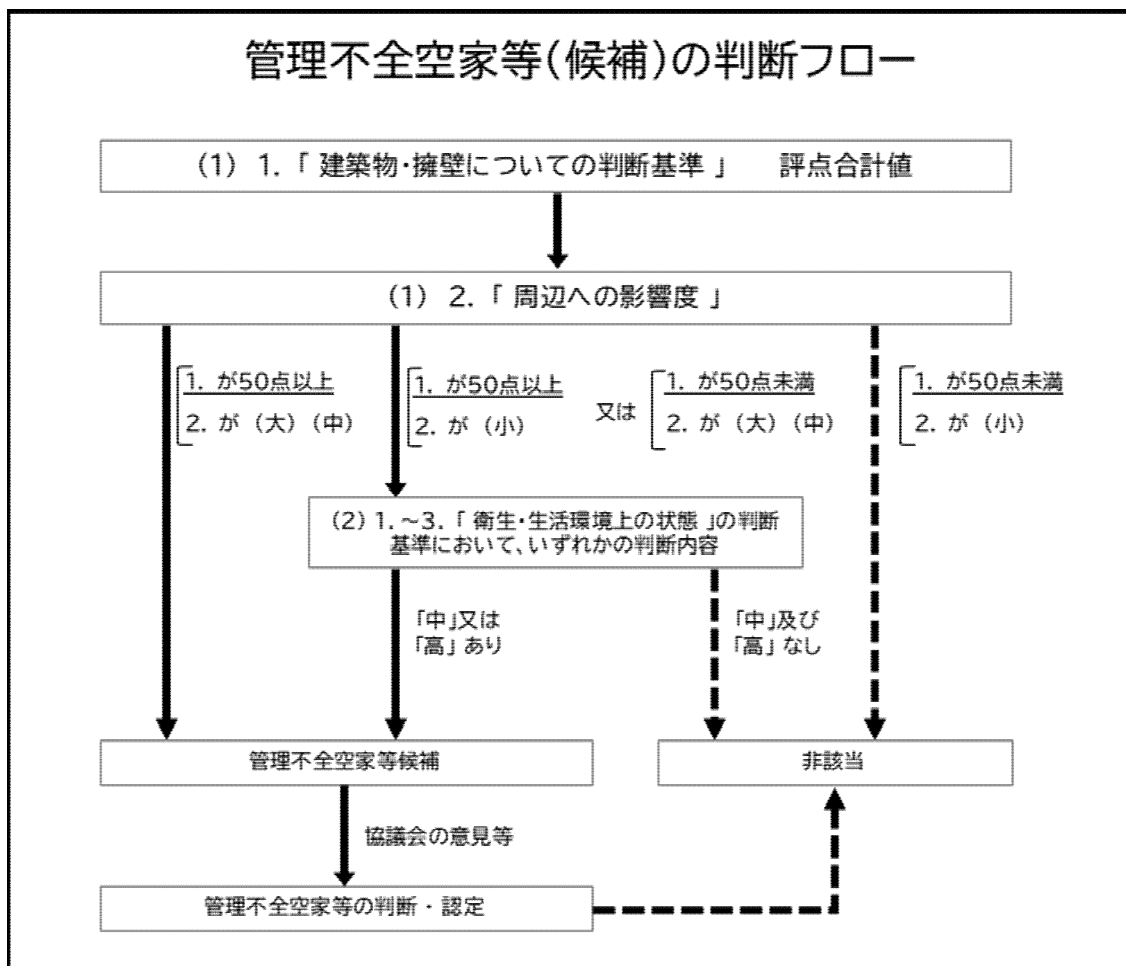 管理不全空家等(候補)の判断フロー
(1) 1.「 建築物・擁壁についての判断基準 」 評点合計値
(1) 2.「 周辺への影響度 」
1. が50点以上
2. が (大) (中)
1. が50点以上
2. が (小)
又は
1. が50点未満
2. が (大) (中)
1. が50点未満
2. が (小)
(2) 1.~3.「 衛生・生活環境上の状態 」の判断
基準において、いずれかの判断内容
「中」又は
「高」 あり
「中」及び
「高」 なし
管理不全空家等候補
非該当
協議会の意見等
管理不全空家等の判断・認定